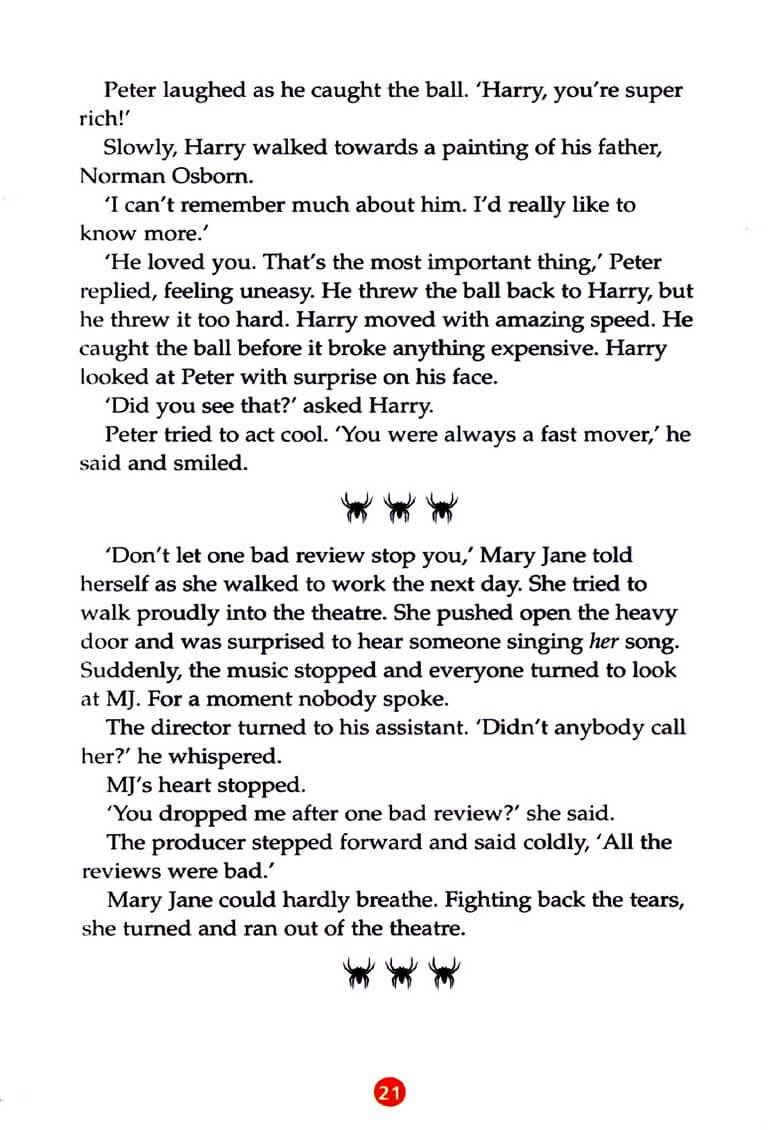 Peter laughed as he caught the ball. ‘Harry, you're super
rich!’
Slowly, Harry walked towards a painting of his father,
Norman Osborn.
‘I can't remember much about him. I'd really like to
know more.’
‘He loved you. That's the most important thing,’ Peter
replied, feeling uneasy. He threw the ball back to Harry, but
he threw it too hard. Harry moved with amazing speed. He
caught the ball before it broke anything expensive. Harry
looked at Peter with surprise on his face.
‘Did you see that?’ asked Harry.
Peter tried to act cool. ‘You were always a fast mover,’ he
said and smiled.
‘Don't let one bad review stop you,’ Mary Jane told
herself as she walked to work the next day. She tried to
walk proudly into the theatre. She pushed open the heavy
door and was surprised to hear someone singing her song.
Suddenly, the music stopped and everyone turned to look
at MJ. For a moment nobody spoke.
The director turned to his assistant. ‘Didn't anybody call
her?’ he whispered.
MJ's heart stopped.
‘You dropped me after one bad review?’ she said.
The producer stepped forward and said coldly, ‘All the
reviews were bad.’
Mary Jane could hardly breathe. Fighting back the tears,
she turned and ran out of the theatre.
21